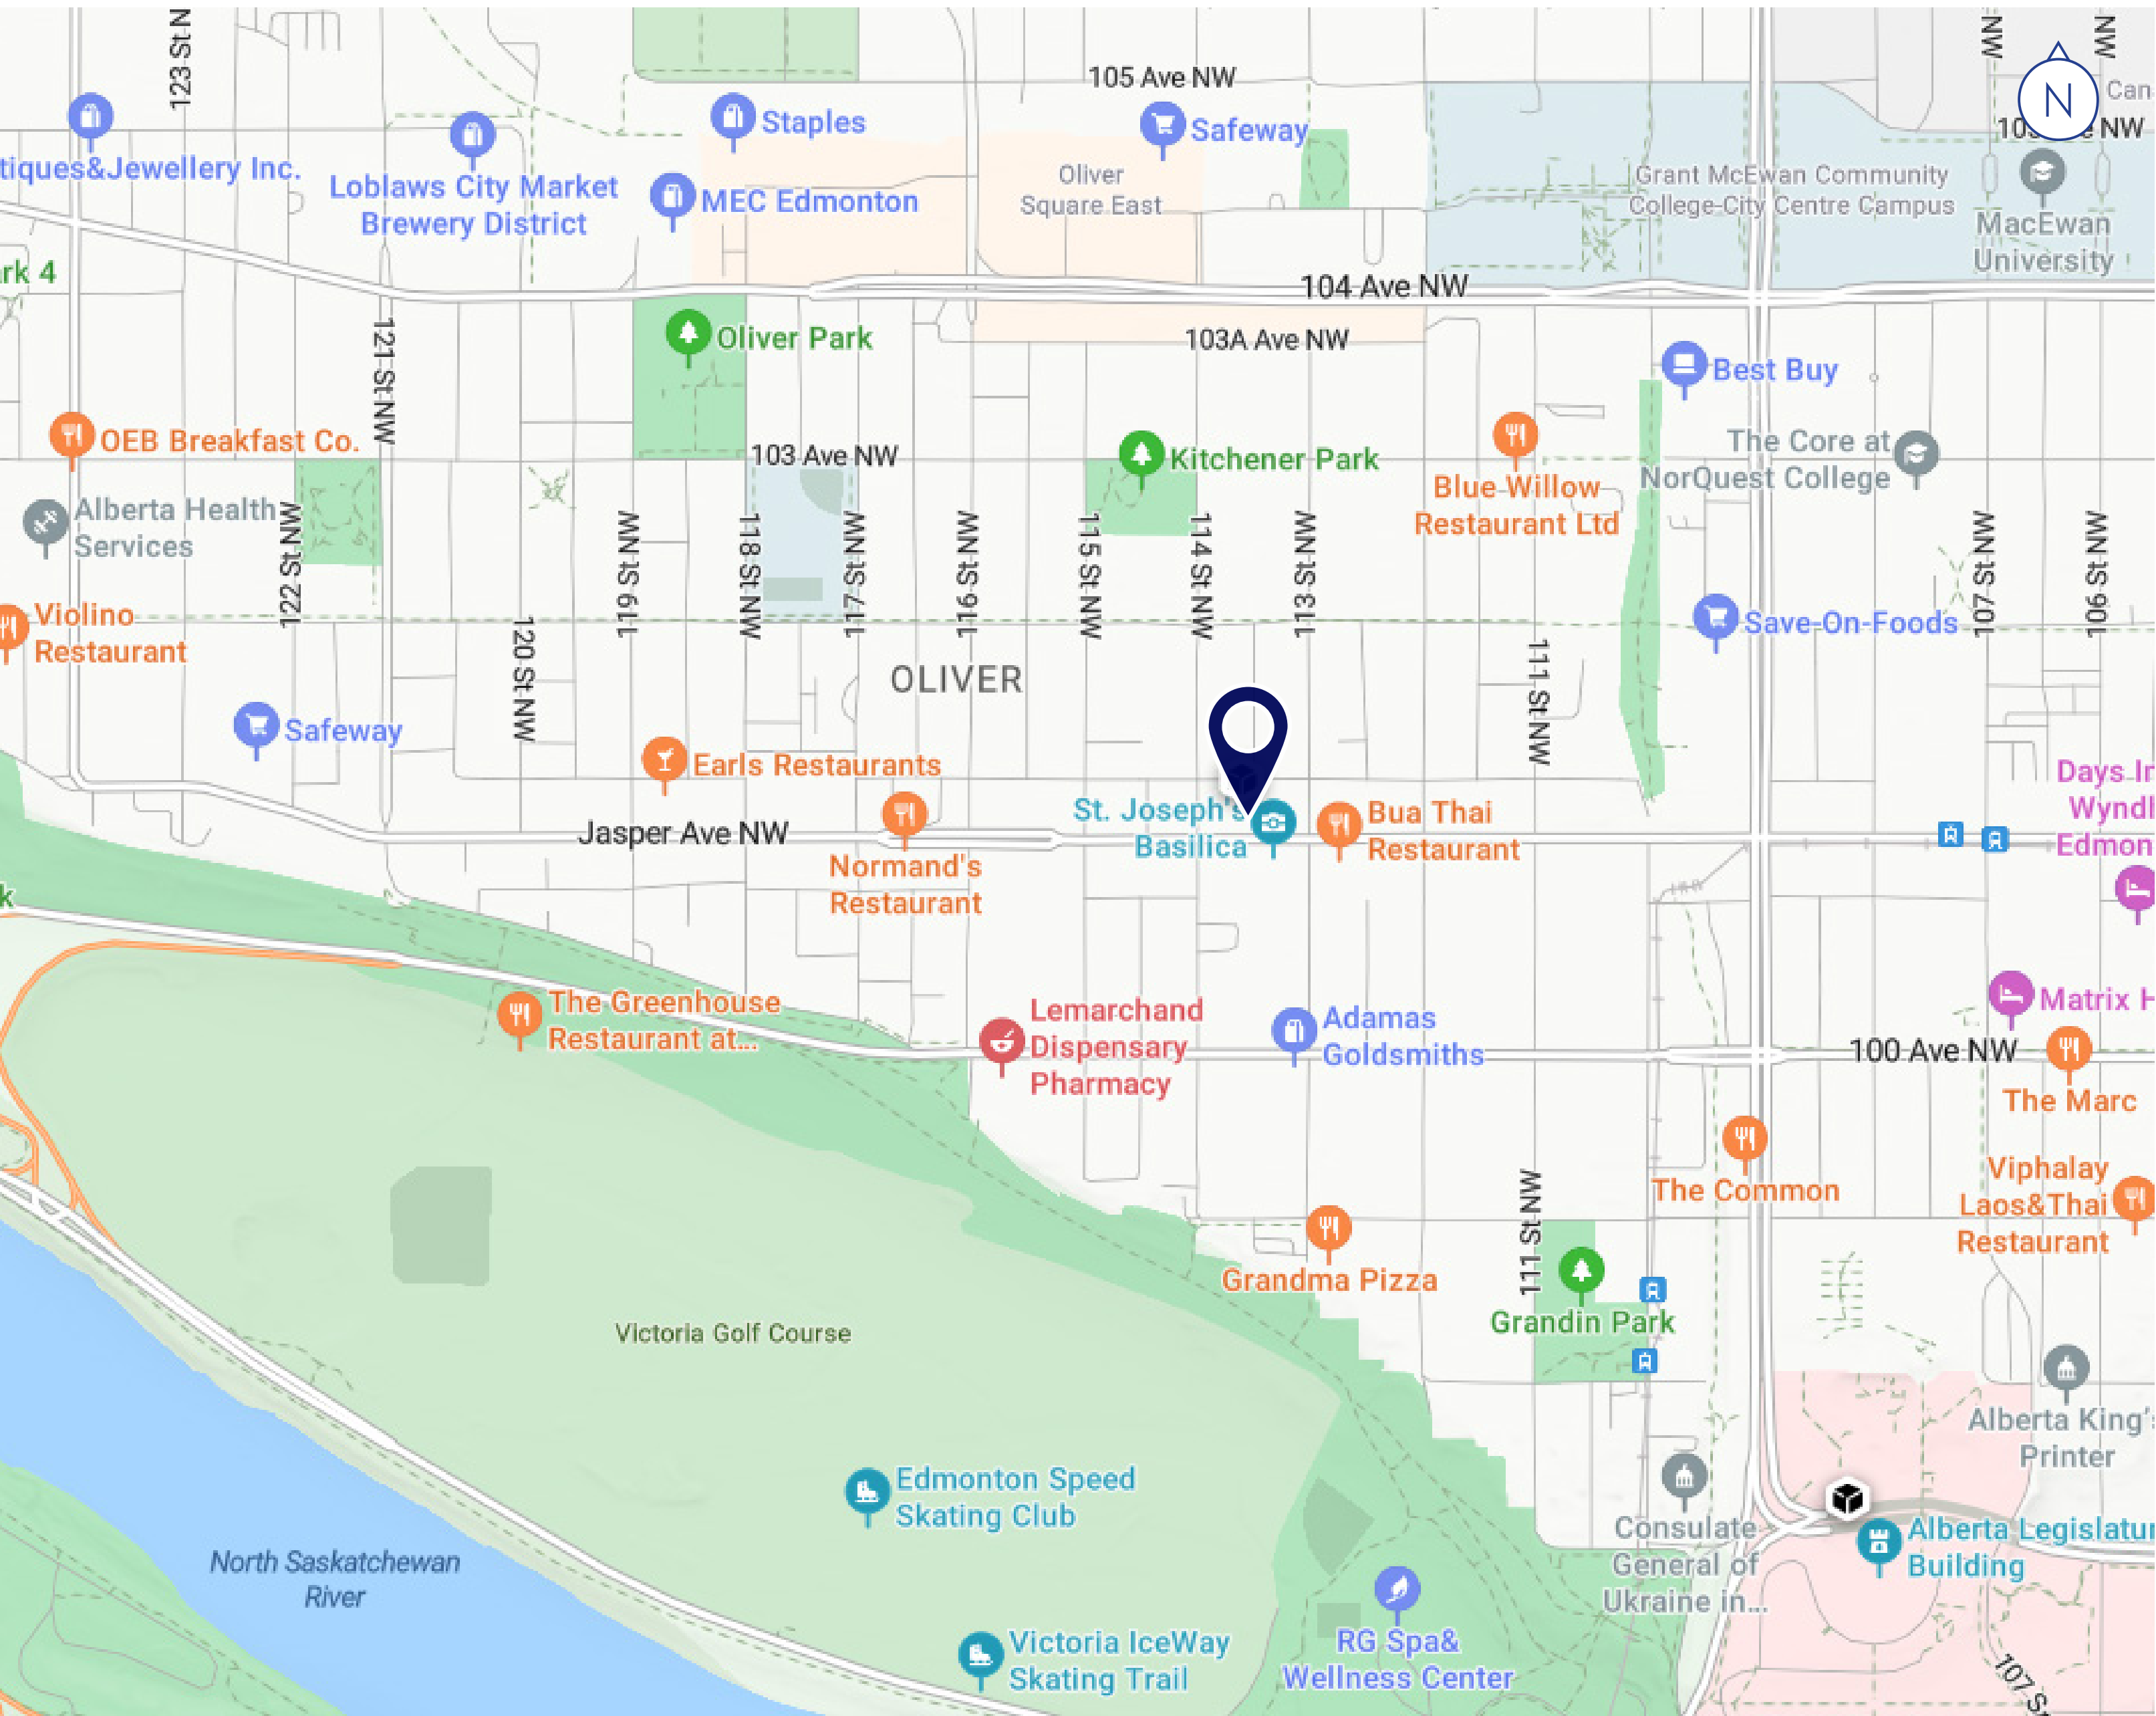 123 St N
NW
NW
N
105 Ave NW
Can
NW
Staples
Safeway
tiques&Jewellery Inc.
Loblaws City Market
Brewery District
MEC Edmonton
Oliver
Square East
Grant McEwan Community
College-City Centre Campus
MacEwan
University
rk 4
104 Ave NW
Oliver Park
103A Ave NW
121 St NW
Best Buy
OEB Breakfast Co.
103 Ave NW
Kitchener Park
Blue Willow
Restaurant Ltd
The Core at
NorQuest College
Alberta Health
Services
122 St NW
119 St NW
118 St NW
117 St NW
116 St NW
115 St NW
114 St NW
113 St NW
107 St NW
106 St NW
Violino
Restaurant
120 St NW
OLIVER
111 St NW
Save-On-Foods
Safeway
Earls Restaurants
Days In
Wyndh
Edmon
Jasper Ave NW
Normand's
Restaurant
St. Joseph's
Basilica
Bua Thai
Restaurant
k
The Greenhouse
Restaurant at...
Lemarchand
Dispensary
Pharmacy
Adamas
Goldsmiths
Matrix H
100 Ave NW
The Marc
The Common
Viphalay
Laos&Thai
Restaurant
111 St NW
Grandma Pizza
Grandin Park
Victoria Golf Course
Alberta King's
Printer
Edmonton Speed
Skating Club
Consulate
General of
Ukraine in...
Alberta Legislatur
Building
North Saskatchewan
River
Victoria IceWay
Skating Trail
RG Spa&
Wellness Center
107 S